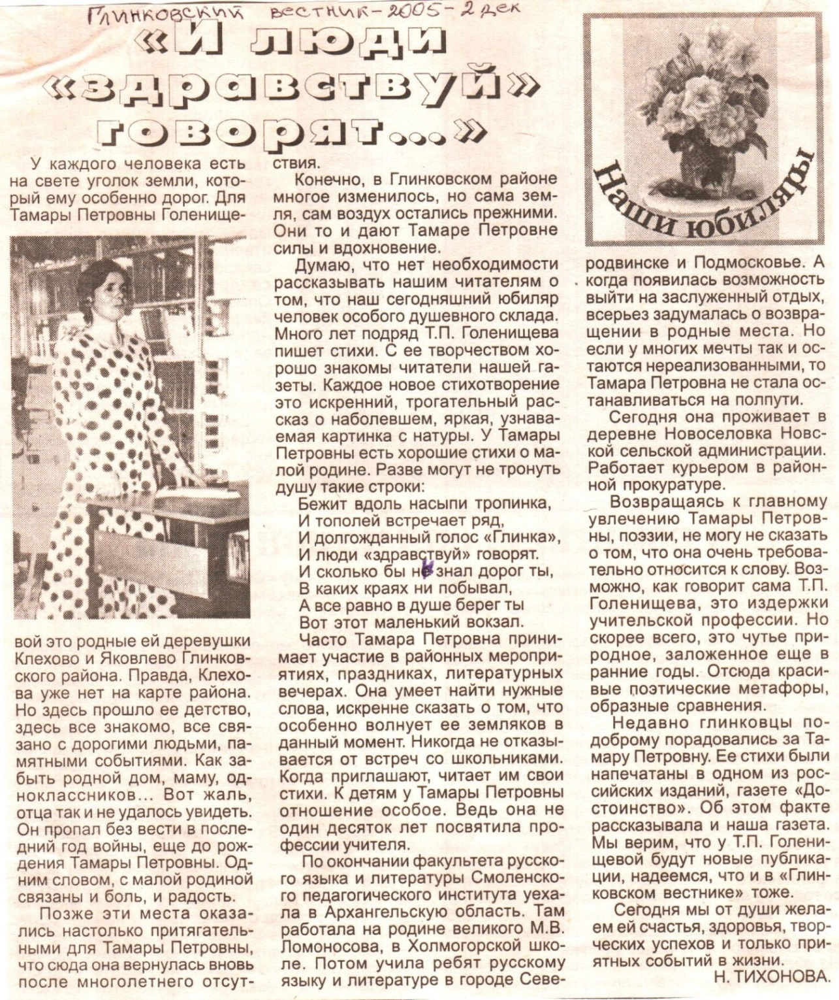 Глинковский вестник-2005-2 дек
«И люди
«здравствуй»
говорят...»
У каждого человека есть
на свете уголок земли, кото-
рый ему особенно дорог. Для
Тамары Петровны Голенище-
вой это родные ей деревушки
Клехово и Яковлево Глинков-
ского района. Правда, Клехо-
ва уже нет на карте района.
Но здесь прошло ее детство,
здесь все знакомо, все свя-
зано с дорогими людьми, па-
мятными событиями. Как за-
быть родной дом, маму, од-
ноклассников... Вот жаль,
отца так и не удалось увидеть.
Он пропал без вести в после-
дний год войны, еще до рож-
дения Тамары Петровны. Од-
ним словом, с малой родиной
связаны и боль, и радость.
Позже эти места оказа-
лись настолько притягатель-
ными для Тамары Петровны,
что сюда она вернулась вновь
после многолетнего отсут-
ствия.
Конечно, в Глинковском районе
многое изменилось, но сама зем-
ля, сам воздух остались прежними.
Они то и дают Тамаре Петровне
силы и вдохновение.
Думаю, что нет необходимости
рассказывать нашим читателям о
том, что наш сегодняшний юбиляр
человек особого душевного склада.
Много лет подряд Т.П. Голенищева
пишет стихи. С ее творчеством хо-
рошо знакомы читатели нашей га-
зеты. Каждое новое стихотворение
это искренний, трогательный рас-
сказ о наболевшем, яркая, узнава-
емая картинка с натуры. У Тамары
Петровны есть хорошие стихи о ма-
лой родине. Разве могут не тронуть
душу такие строки:
Бежит вдоль насыпи тропинка,
И тополей встречает ряд,
И долгожданный голос «Глинка»,
И люди «здравствуй» говорят.
И сколько бы ни знал дорог ты,
В каких краях ни побывал,
А все равно в душе берег ты
Вот этот маленький вокзал.
Часто Тамара Петровна прини-
мает участие в районных меропри-
ятиях, праздниках, литературных
вечерах. Она умеет найти нужные
слова, искренне сказать о том, что
особенно волнует ее земляков в
данный момент. Никогда не отказы-
вается от встреч со школьниками.
Когда приглашают, читает им свои
стихи. К детям у Тамары Петровны
отношение особое. Ведь она не
один десяток лет посвятила про-
фессии учителя.
По окончании факультета русско-
го языка и литературы Смоленско-
го педагогического института уеха-
ла в Архангельскую область. Там
работала на родине великого М.В.
Ломоносова, в Холмогорской шко-
ле. Потом учила ребят русскому
языку и литературе в городе Севе-
Наши юбиляры
родвинске и Подмосковье. А
когда появилась возможность
выйти на заслуженный отдых,
всерьез задумалась о возвра-
щении в родные места. Но
если у многих мечты так и ос-
таются нереализованными, то
Тамара Петровна не стала ос-
танавливаться на полпути.
Сегодня она проживает в
деревне Новоселовка Новс-
кой сельской администрации.
Работает курьером в район-
ной прокуратуре.
Возвращаясь к главному
увлечению Тамары Петров-
ны, поэзии, не могу не сказать
о том, что она очень требова-
тельно относится к слову. Воз-
можно, как говорит сама Т.П.
Голенищева, это издержки
учительской профессии. Но
скорее всего, это чутье при-
родное, заложенное еще в
ранние годы. Отсюда краси-
вые поэтические метафоры,
образные сравнения.
Недавно глинковцы по-
доброму порадовались за Та-
мару Петровну. Ее стихи были
напечатаны в одном из рос-
сийских изданий, газете «До-
стоинство». Об этом факте
рассказывала и наша газета.
Мы верим, что у Т.П. Голени-
щевой будут новые публика-
ции, надеемся, что и в «Глин-
ковском вестнике» тоже.
Сегодня мы от души жела-
ем ей счастья, здоровья, твор-
ческих успехов и только при-
ятных событий в жизни.
Н. ТИХОНОВА.